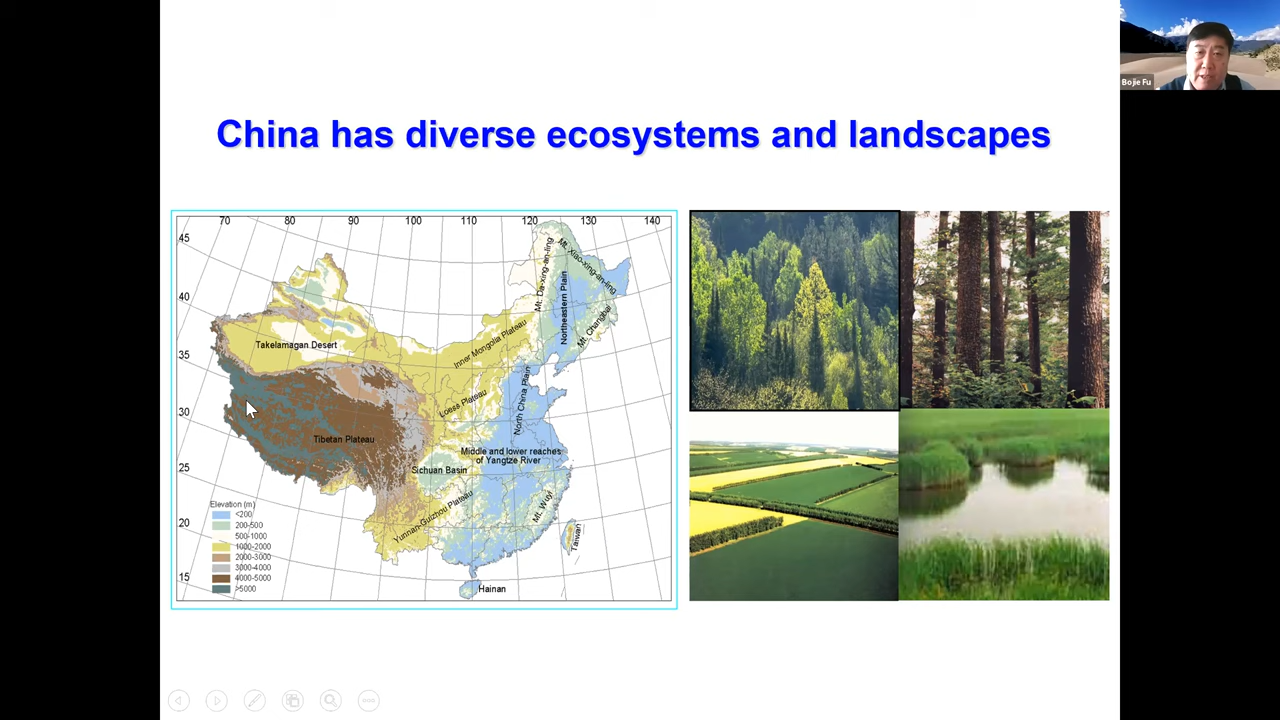 Bojie Fu
China has diverse ecosystems and landscapes
70 80 90 100 110 120 130 140
45
40
35
30
25
20
15
Mt. Da-xing-an-ling
Mt. Xiao-xing-an-ling
Northeastern Plain
Mt. Changbai
Takelamagan Desert
Inner Mongolia Plateau
Loess Plateau
North China Plain
Tibetan Plateau
Sichuan Basin
Middle and lower reaches
of Yangtze River
Yunnan-Guizhou Plateau
Mt. Wuyi
Taiwan
Hainan
Elevation (m)
<200
200-500
500-1000
1000-2000
2000-3000
3000-4000
4000-5000
>5000